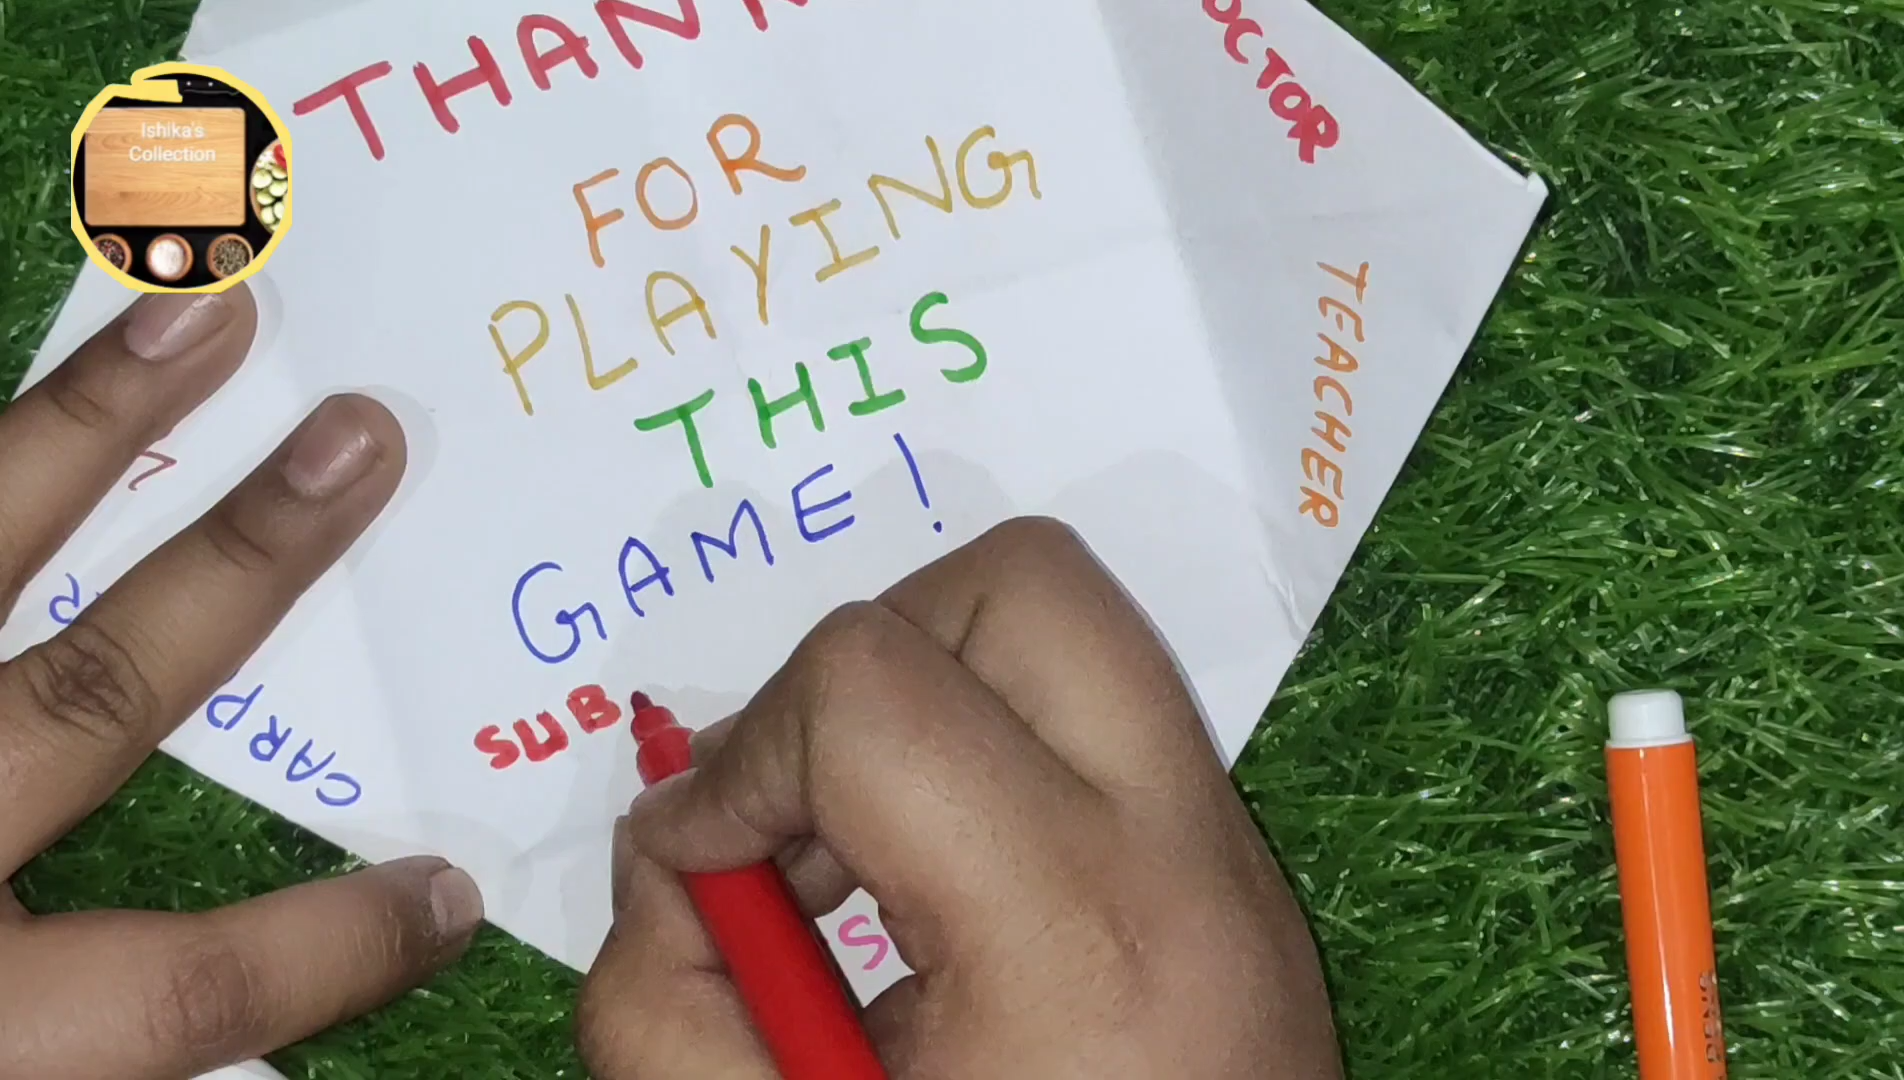 Ishika's
Collection
THAN
FOR
PLAYING
THIS
GAME!
SUB
OCTOR
TEACHER
CARP
S